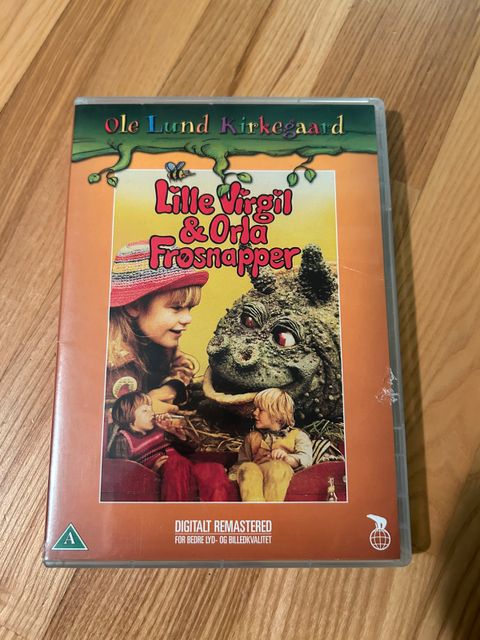 Ole Lund Kirkegaard
Lille Virgil
& Orla
Frøsnapper
DIGITALT REMASTERED
FOR BEDRE LYD- OG BILLEDKVALITET
A